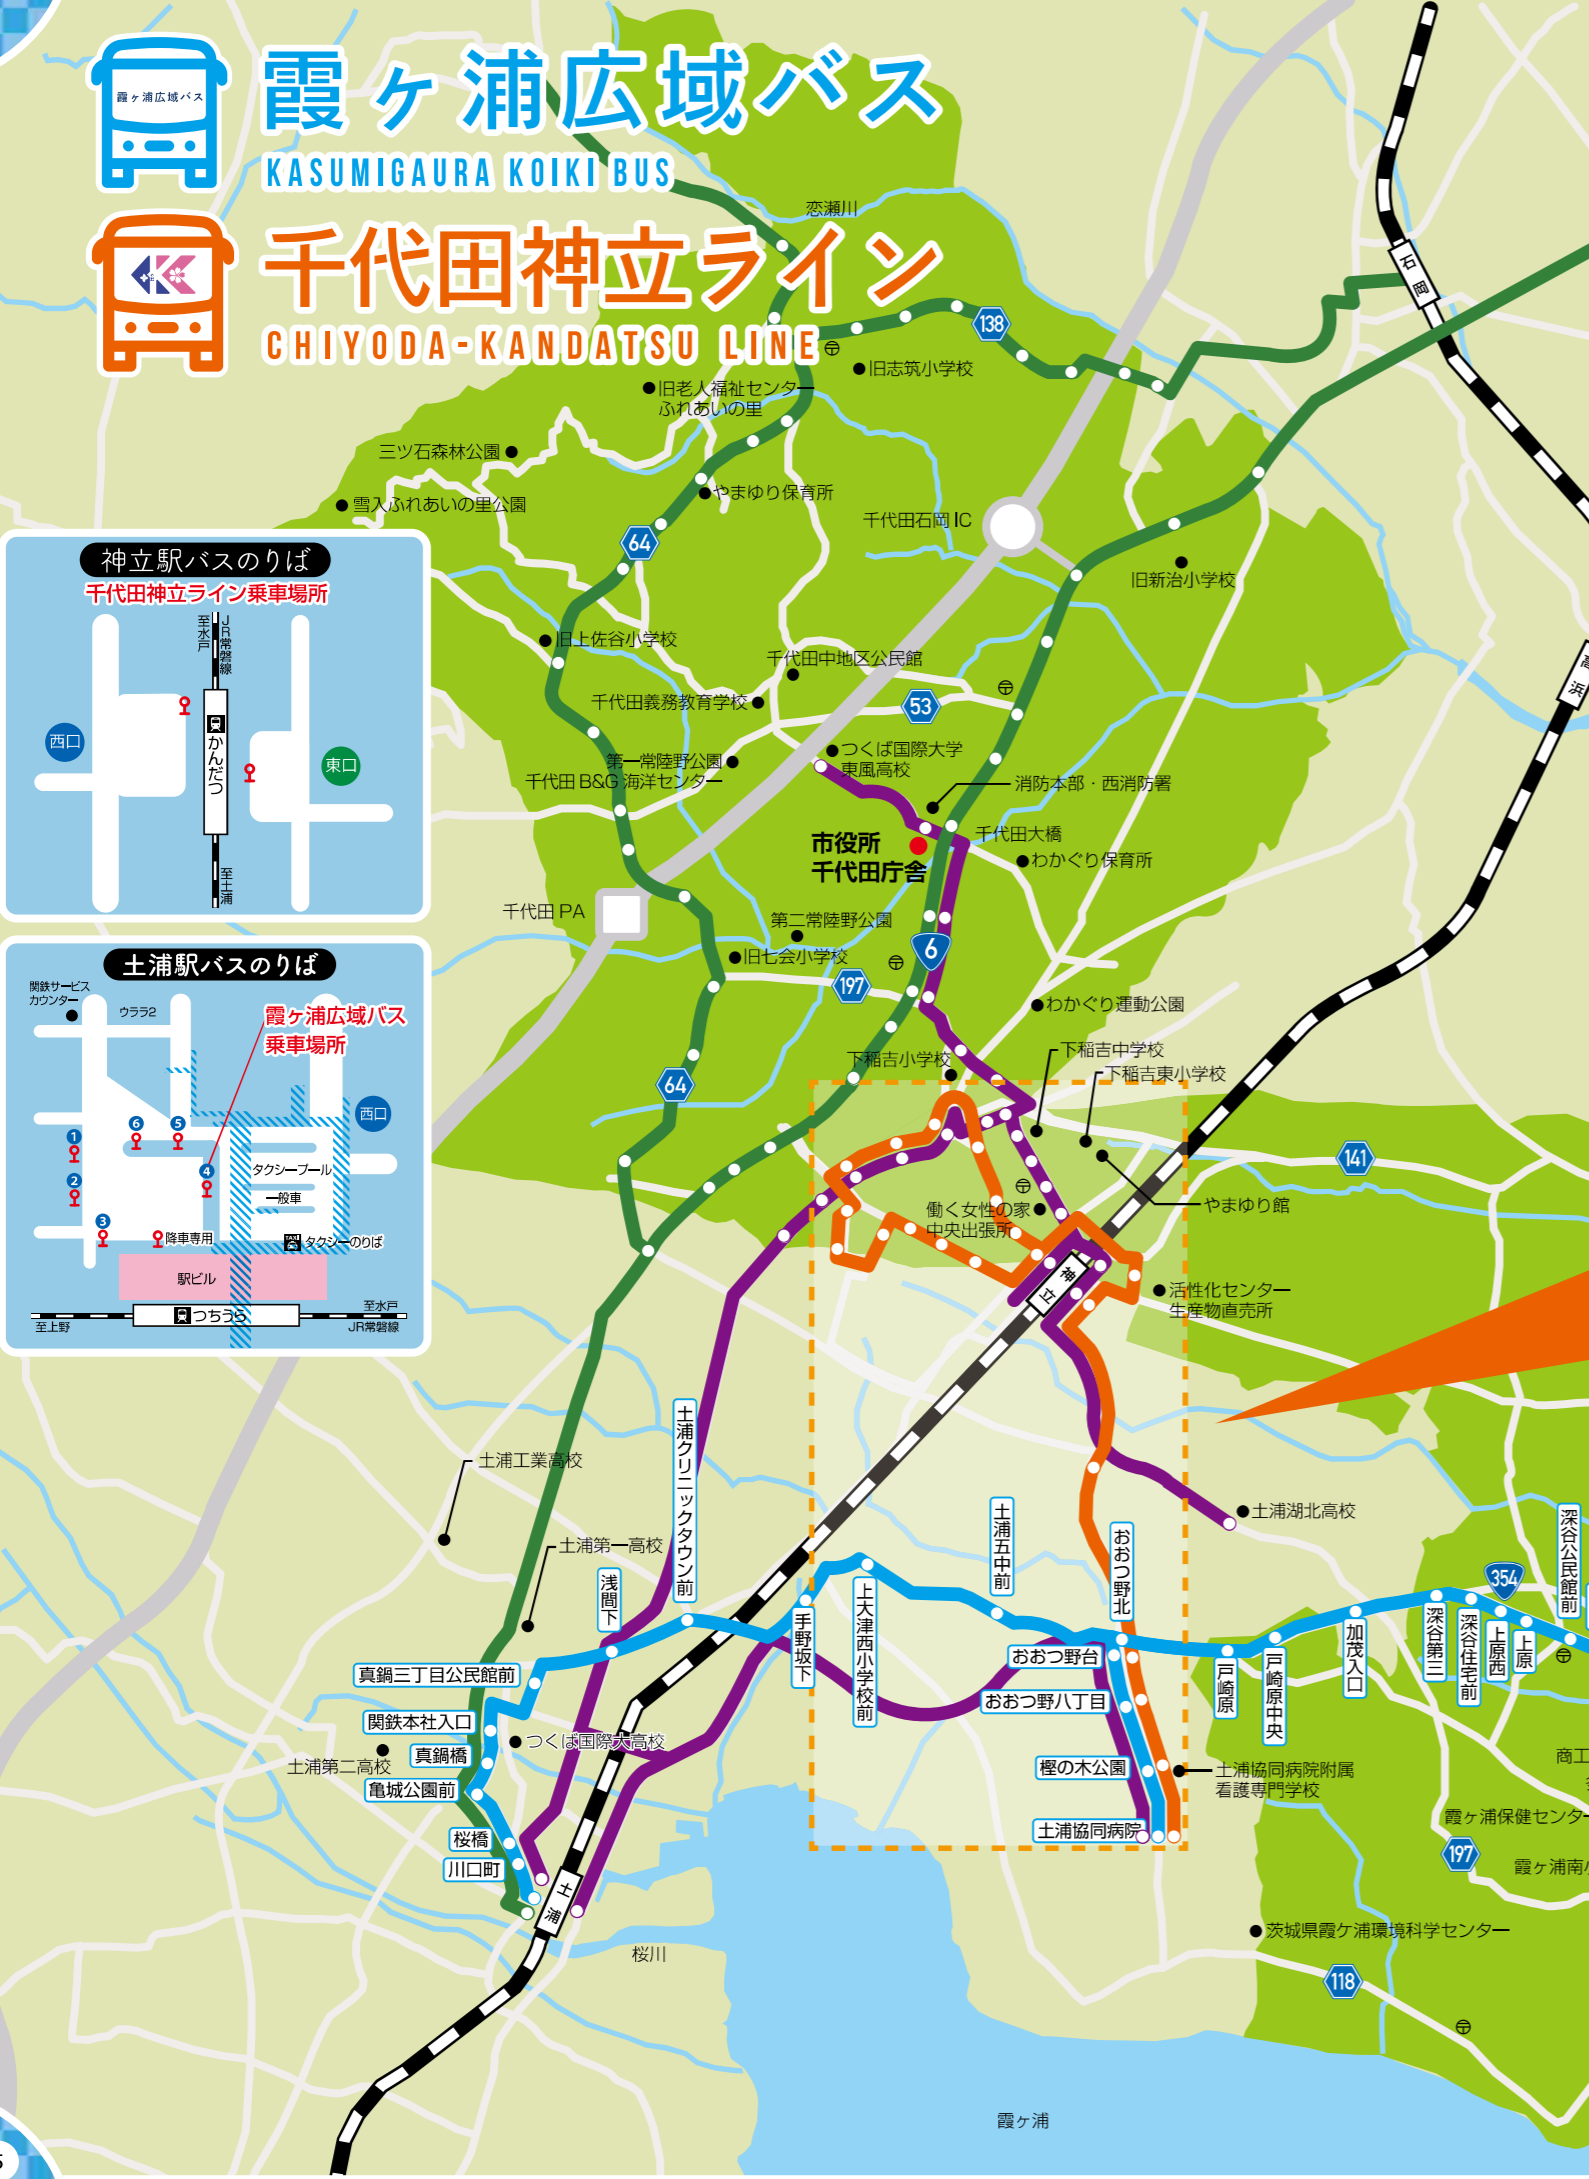 霞ヶ浦広域バス
霞ヶ浦広域バス
KASUMIGAURA KOIKI BUS
千代田神立ライン
CHIYODA-KANDATSU LINE
恋瀬川
138
石岡
旧志筑小学校
旧老人福祉センター
ふれあいの里
三ツ石森林公園
やまゆり保育所
雪入ふれあいの里公園
千代田石岡 IC
64
旧新治小学校
神立駅バスのりば
千代田神立ライン乗車場所
至水戸
JR常磐線
西口
かんだつ
東口
至土浦
旧上佐谷小学校
千代田中地区公民館
千代田義務教育学校
53
高浜
第一常陸野公園
千代田 B&G 海洋センター
つくば国際大学
東風高校
消防本部・西消防署
市役所
千代田庁舎
千代田大橋
わかぐり保育所
千代田 PA
第二常陸野公園
旧七会小学校
6
197
わかぐり運動公園
土浦駅バスのりば
関鉄サービス
カウンター
ウララ2
霞ヶ浦広域バス
乗車場所
西口
1
2
3
4
5
6
タクシープール
一般車
降車専用
TAXI
タクシーのりば
駅ビル
つちうら
至上野
至水戸
JR常磐線
下稲吉小学校
下稲吉中学校
下稲吉東小学校
64
141
やまゆり館
働く女性の家
中央出張所
神立
活性化センター
生産物直売所
土浦クリニックタウン前
土浦工業高校
土浦第一高校
浅間下
手野坂下
上大津西小学校前
土浦五中前
おおつ野北
土浦湖北高校
深谷公民館前
354
深谷第三
深谷住宅前
上原西
上原
加茂入口
戸崎原
戸崎原中央
おおつ野台
おおつ野八丁目
樫の木公園
土浦協同病院
土浦協同病院附属
看護専門学校
真鍋三丁目公民館前
関鉄本社入口
真鍋橋
亀城公園前
土浦第二高校
つくば国際大高校
桜橋
川口町
土浦
桜川
商工
霞ヶ浦保健センター
197
霞ヶ浦南小
茨城県霞ケ浦環境科学センター
118
霞ヶ浦